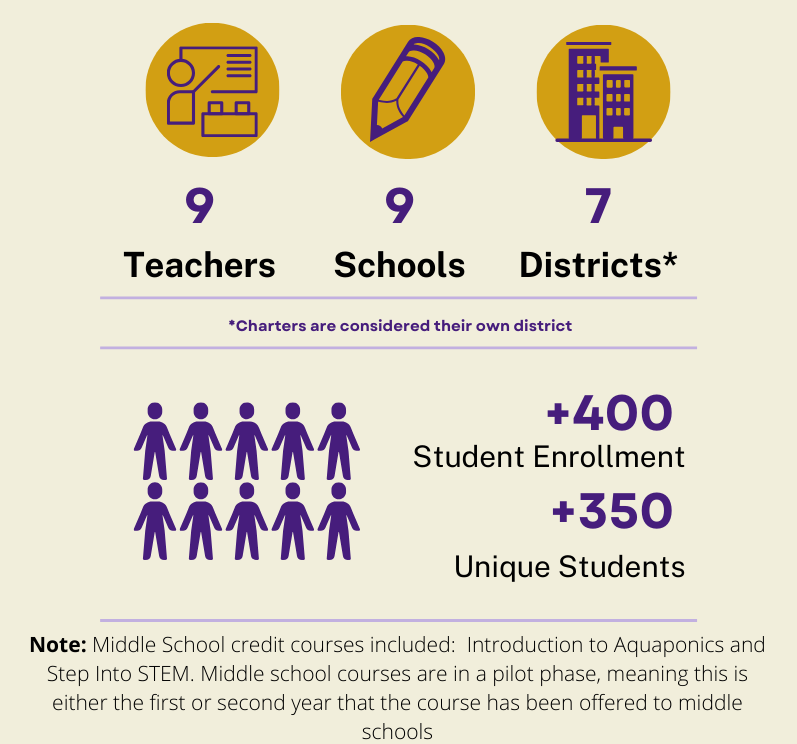 9 9 7
Teachers Schools Districts*
*Charters are considered their own district
+400
Student Enrollment
+350
Unique Students
Note: Middle School credit courses included: Introduction to Aquaponics and
Step Into STEM. Middle school courses are in a pilot phase, meaning this is
either the first or second year that the course has been offered to middle
schools